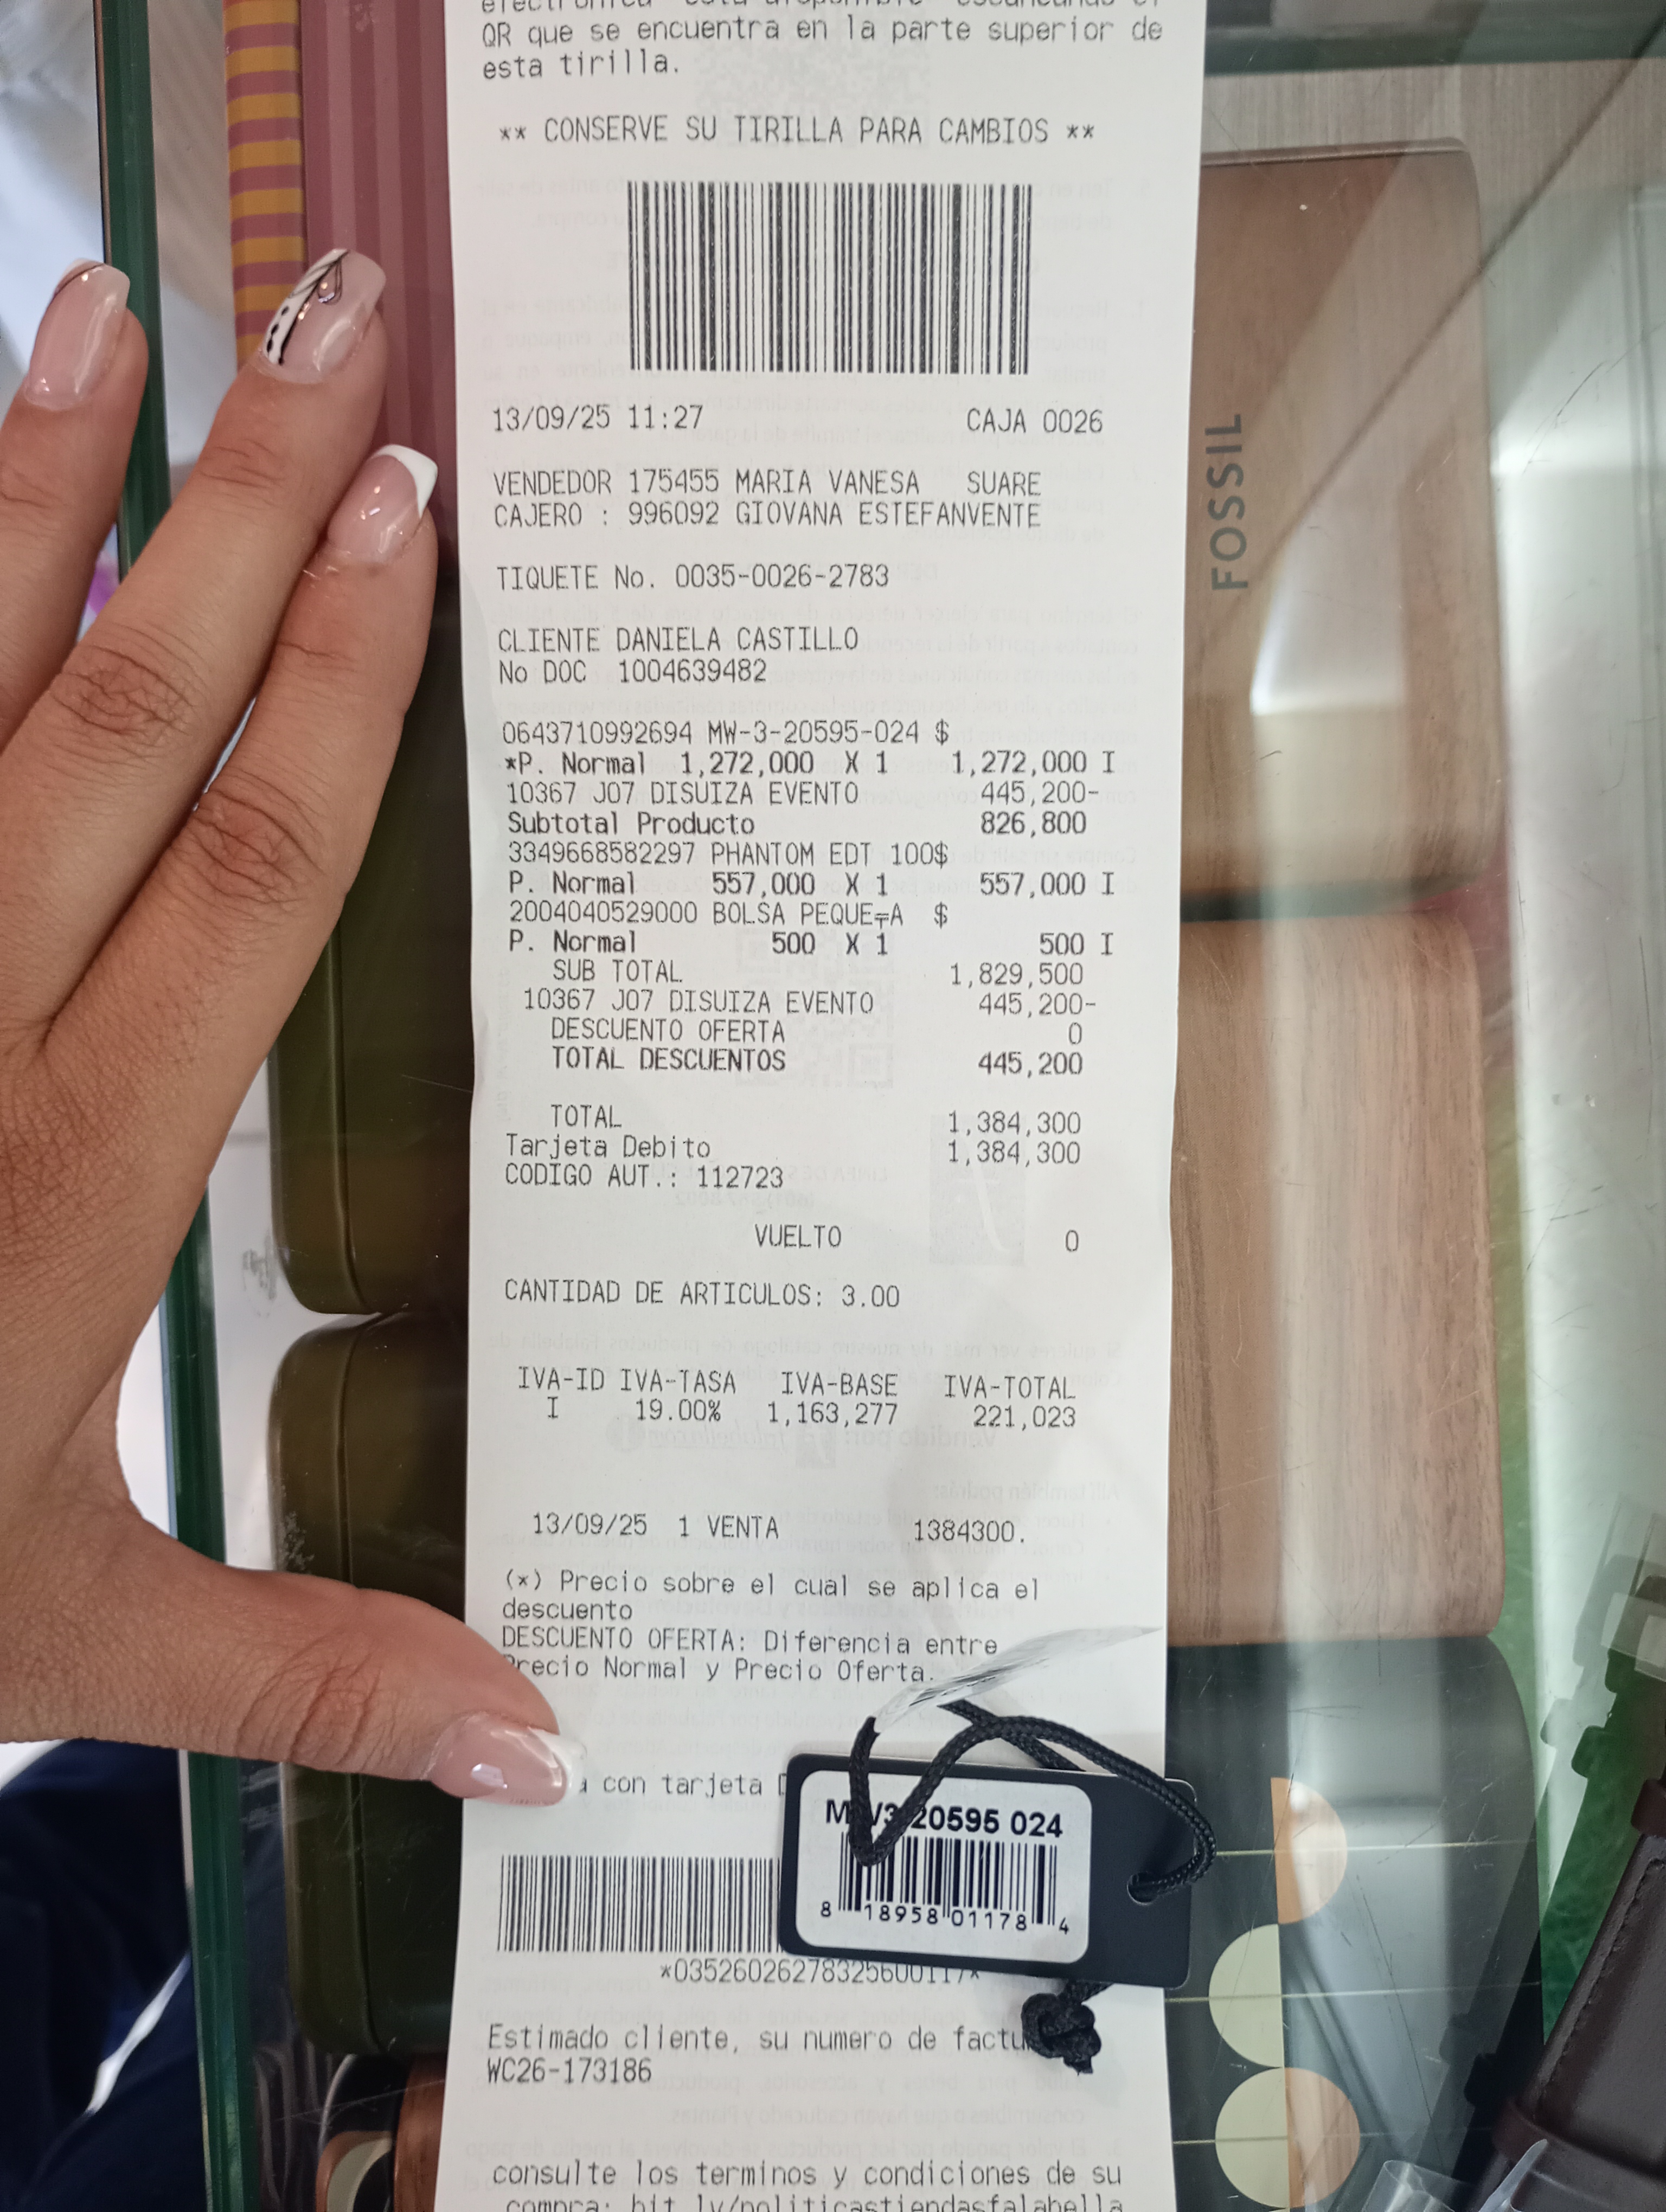 QR que se encuentra en la parte superior de
esta tirilla.
** CONSERVE SU TIRILLA PARA CAMBIOS **
13/09/25 11:27 CAJA 0026
VENDEDOR 175455 MARIA VANESA SUARE
CAJERO : 996092 GIOVANA ESTEFANVENTE
TIQUETE No. 0035-0026-2783
CLIENTE DANIELA CASTILLO
No DOC 1004639482
0643710992694 MW-3-20595-024 $
*P. Normal 1,272,000 X 1 1,272,000 I
10367 J07 DISUIZA EVENTO 445,200-
Subtotal Producto 826,800
3349668582297 PHANTOM EDT 100$
P. Normal 557,000 X 1 557,000 I
2004040529000 BOLSA PEQUE╤A $
P. Normal 500 X 1 500 I
SUB TOTAL 1,829,500
10367 J07 DISUIZA EVENTO 445,200-
DESCUENTO OFERTA 0
TOTAL DESCUENTOS 445,200
TOTAL 1,384,300
Tarjeta Debito 1,384,300
CODIGO AUT.: 112723
VUELTO 0
CANTIDAD DE ARTICULOS: 3.00
IVA-ID IVA-TASA IVA-BASE IVA-TOTAL
I 19.00% 1,163,277 221,023
13/09/25 1 VENTA 1384300.
(*) Precio sobre el cual se aplica el
descuento
DESCUENTO OFERTA: Diferencia entre
Precio Normal y Precio Oferta.
con tarjeta
20595 024
8 18958 01178 4
*03526026278325600117*
Estimado cliente, su numero de
WC26-173186
consulte los terminos y condiciones de su
compra: bit.ly/politicastiendasfalabella
FOSSIL